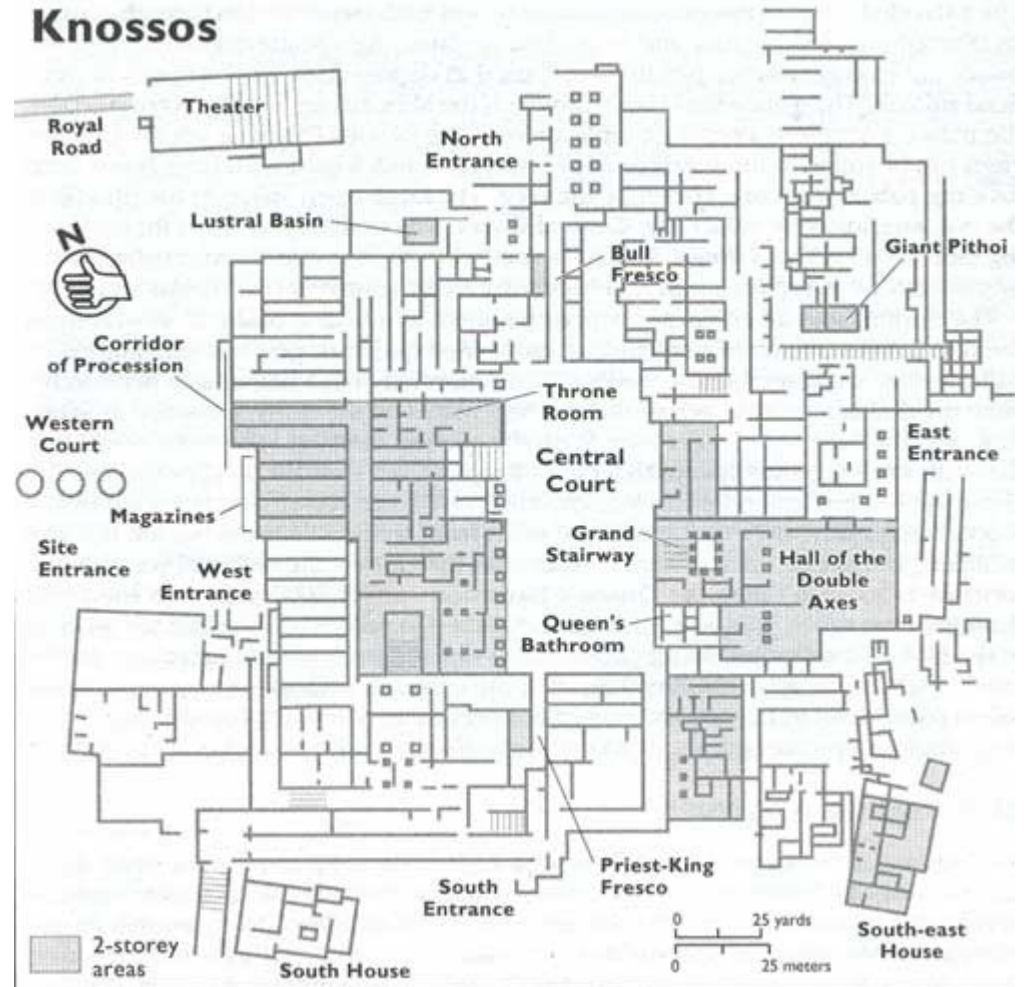 Knossos
Theater
Royal
Road
North
Entrance
N
Lustral Basin
Bull
Fresco
Giant Pithoi
Corridor
of Procession
Throne
Room
Western
Court
East
Entrance
Central
Court
Magazines
Grand
Stairway
Hall of the
Double
Axes
Site
Entrance
West
Entrance
Queen's
Bathroom
Priest-King
Fresco
South
Entrance
0 25 yards
0 25 meters
2-storey
areas
South House
South-east
House